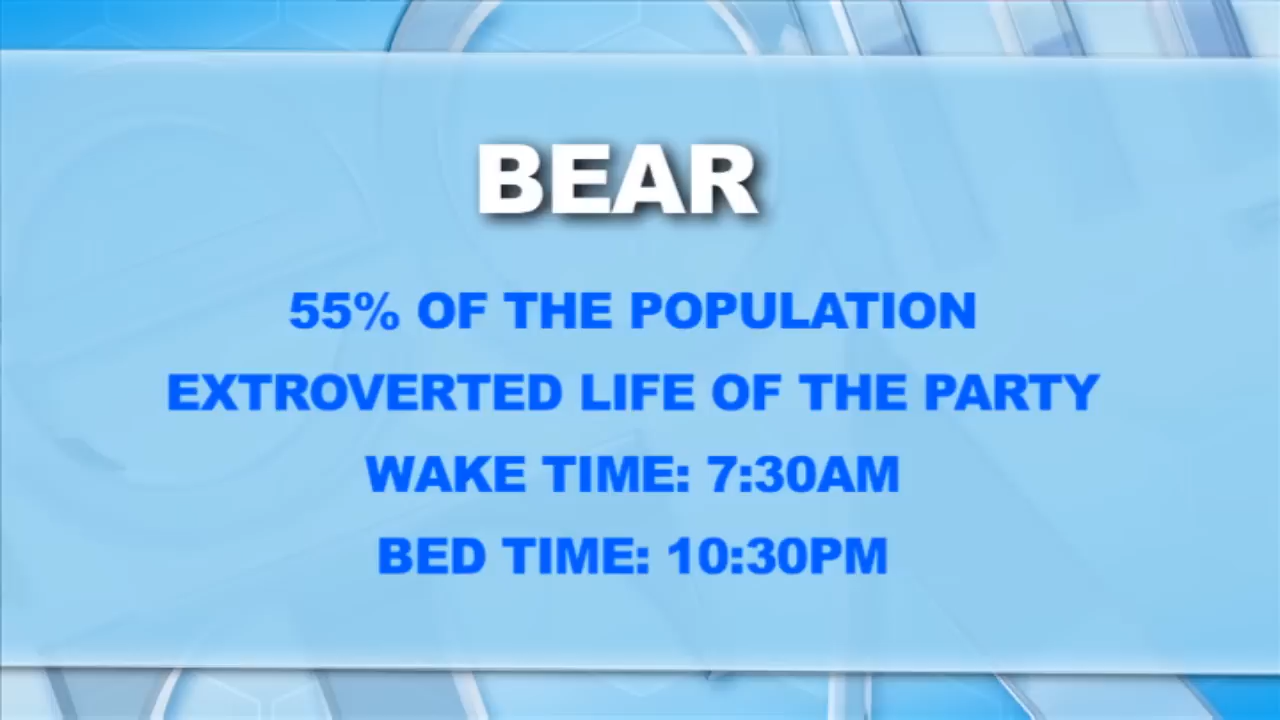 BEAR
55% OF THE POPULATION
EXTROVERTED LIFE OF THE PARTY
WAKE TIME: 7:30AM
BED TIME: 10:30PM